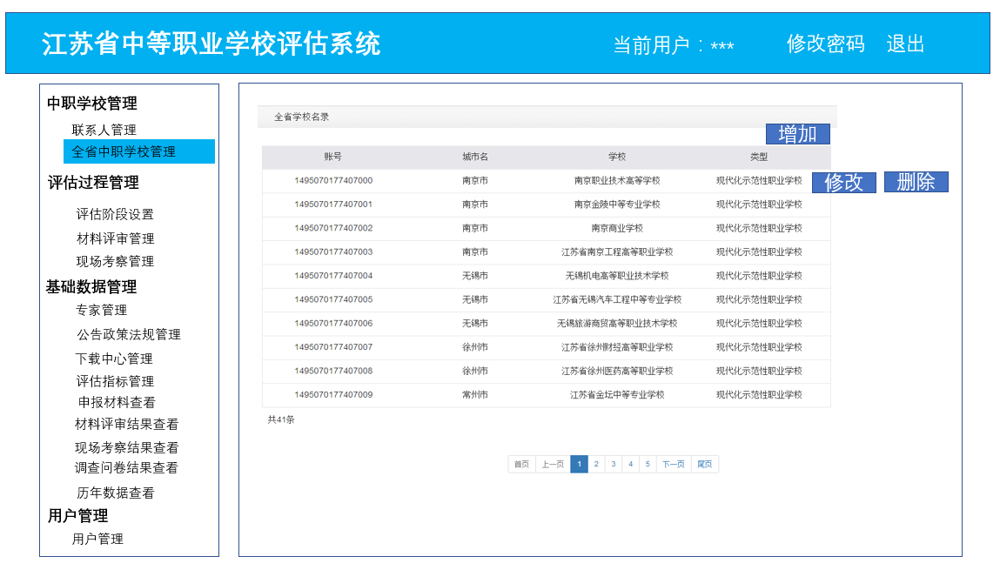 江苏省中等职业学校评估系统 当前用户：*** 修改密码 退出
中职学校管理
联系人管理
全省中职学校管理
评估过程管理
评估阶段设置
材料评审管理
现场考察管理
基础数据管理
专家管理
公告政策法规管理
下载中心管理
评估指标管理
申报材料查看
材料评审结果查看
现场考察结果查看
调查问卷结果查看
历年数据查看
用户管理
用户管理
全省学校名录
增加
账号 城市名 学校 类型
1495070177407000 南京市 南京职业技术高等学校 现代化示范性职业学校 修改 删除
1495070177407001 南京市 南京金陵中等专业学校 现代化示范性职业学校
1495070177407002 南京市 南京商业学校 现代化示范性职业学校
1495070177407003 南京市 江苏省南京工程高等职业学校 现代化示范性职业学校
1495070177407004 无锡市 无锡机电高等职业技术学校 现代化示范性职业学校
1495070177407005 无锡市 江苏省无锡汽车工程中等专业学校 现代化示范性职业学校
1495070177407006 无锡市 无锡旅游商贸高等职业技术学校 现代化示范性职业学校
1495070177407007 徐州市 江苏省徐州财经高等职业学校 现代化示范性职业学校
1495070177407008 徐州市 江苏省徐州医药高等职业学校 现代化示范性职业学校
1495070177407009 常州市 江苏省金坛中等专业学校 现代化示范性职业学校
共41条
首页 上一页 1 2 3 4 5 下一页 尾页